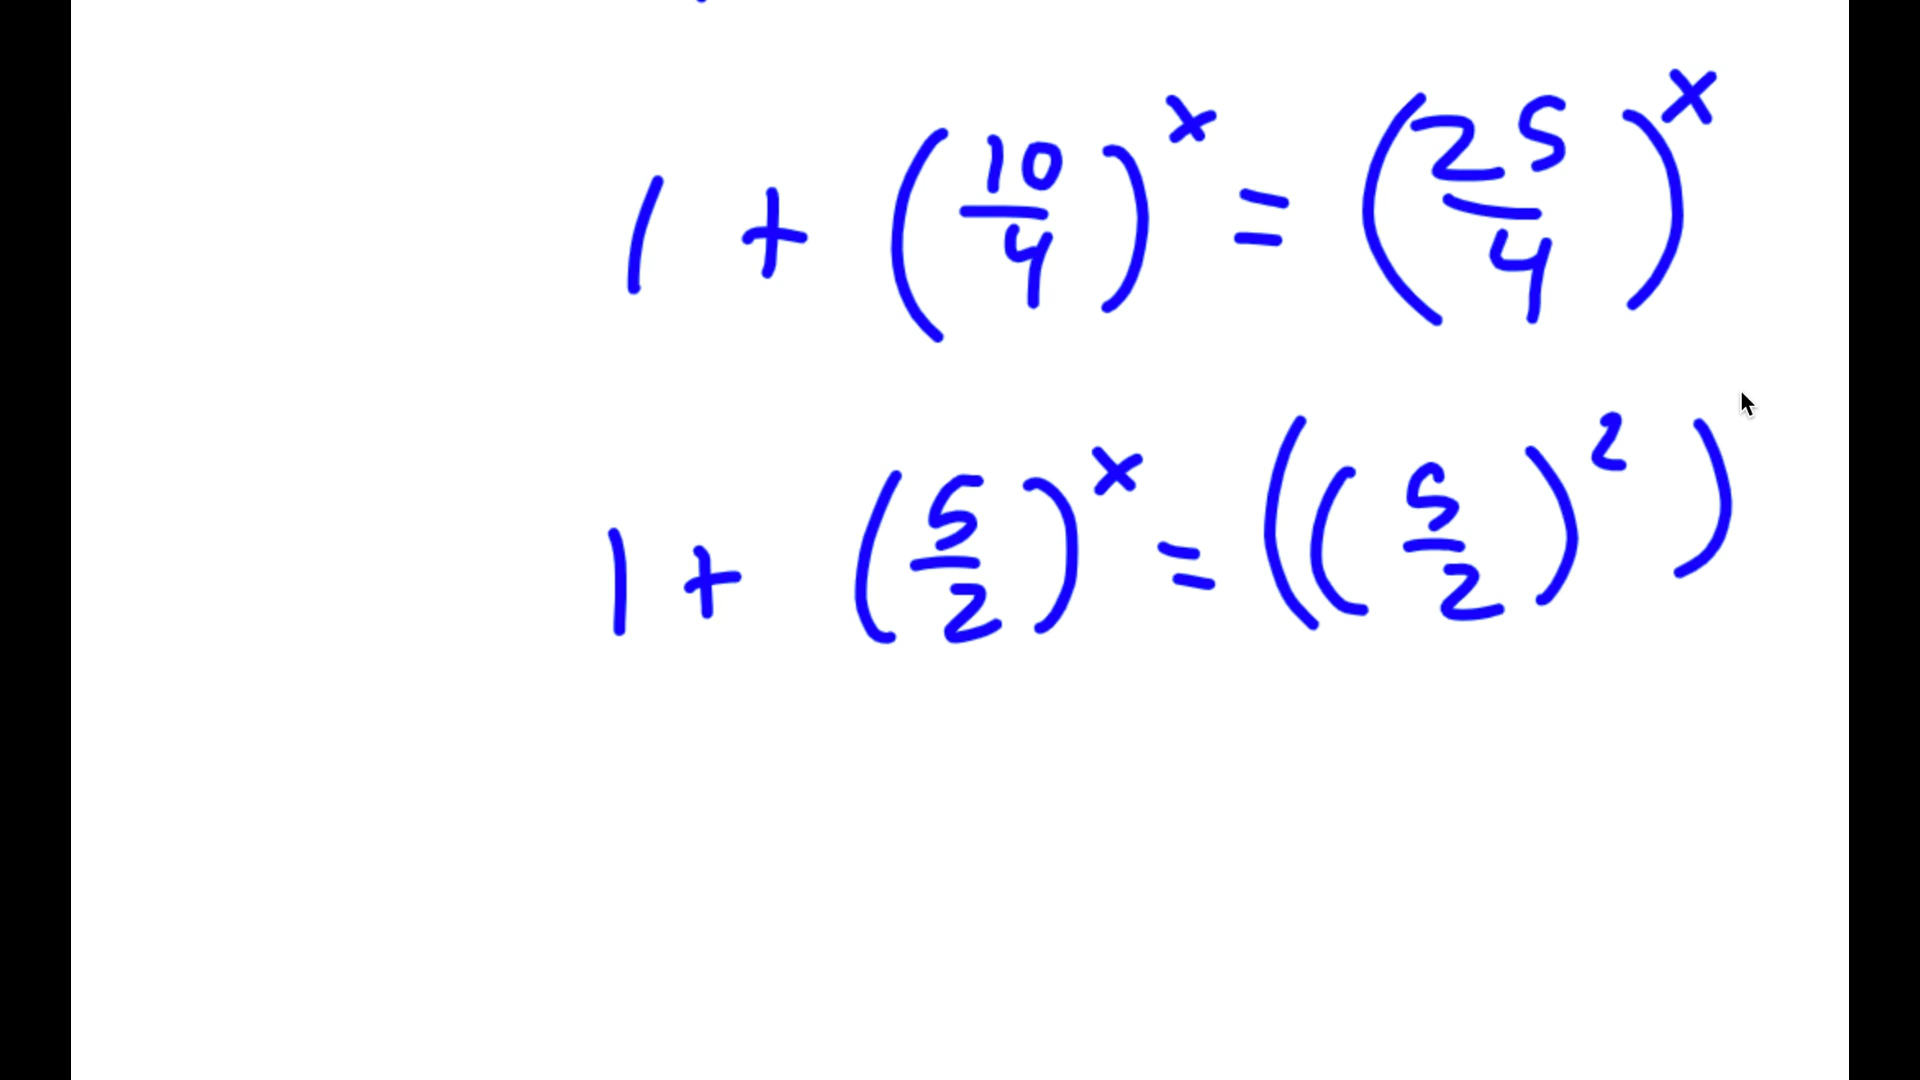 1 + (10/4)^x = (25/4)^x
1 + (5/2)^x = ((5/2)^2)